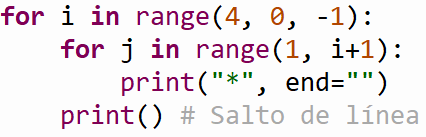 for i in range(4, 0, -1):
    for j in range(1, i+1):
        print("*", end="")
    print() # Salto de línea